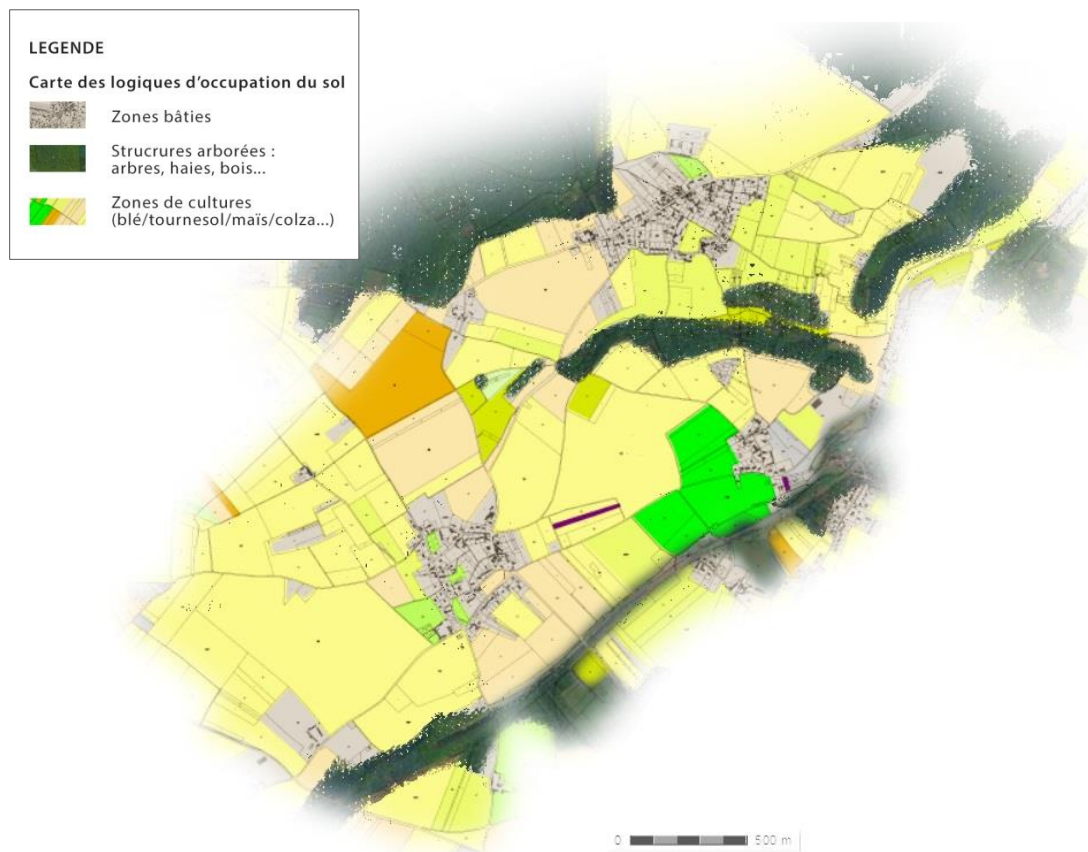 LEGENDE
Carte des logiques d'occupation du sol
Zones bâties
Strucrures arborées :
arbres, haies, bois...
Zones de cultures
(blé/tournesol/maïs/colza...)
0 500 m